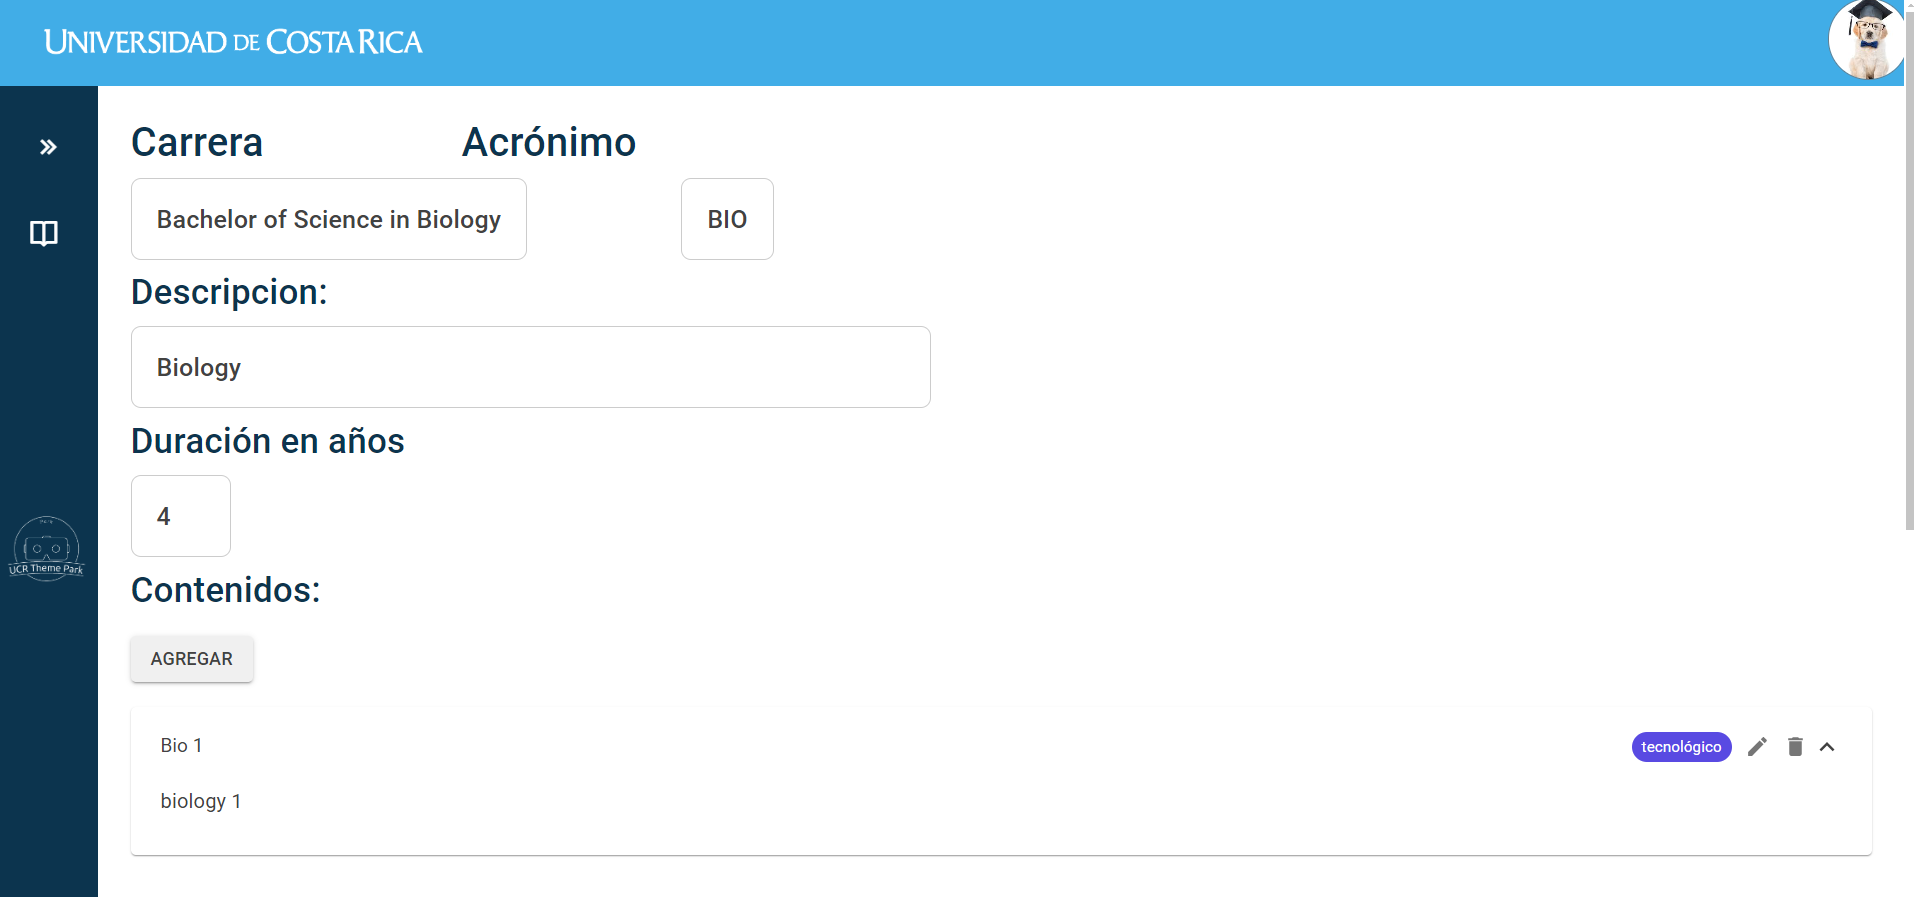 UNIVERSIDAD DE COSTA RICA
Carrera Acrónimo
Bachelor of Science in Biology BIO
Descripcion:
Biology
Duración en años
4
UCR Theme Park
Contenidos:
AGREGAR
Bio 1 tecnológico
biology 1